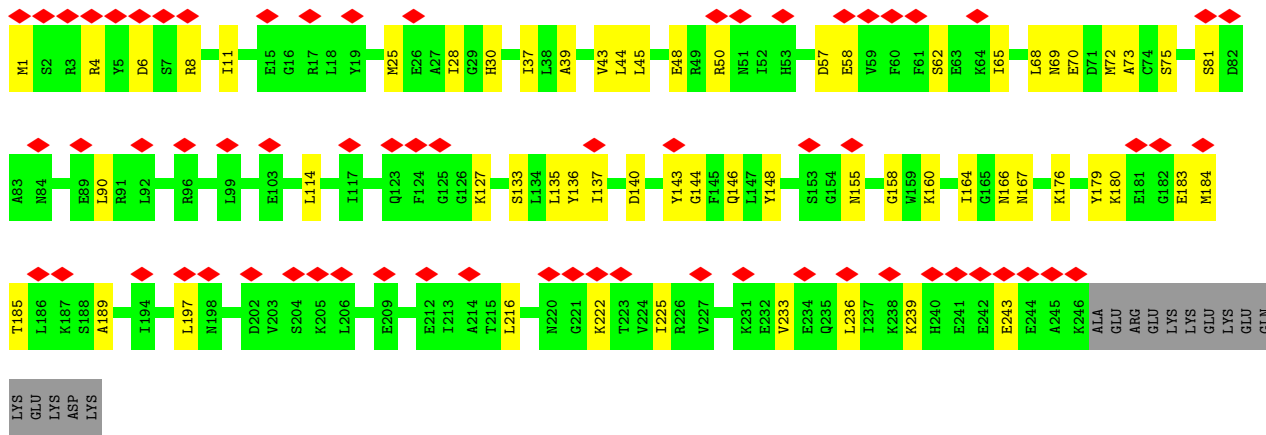 M1 S2 R3 R4 Y5 D6 S7 R8 I11 E15 G16 R17 L18 Y19 M25 E26 A27 I28 G29 H30 I37 L38 A39 V43 L44 L45 E48 R49 R50 N51 I52 H53 D57 E58 V59 F60 F61 S62 E63 K64 I65 L68 N69 E70 D71 M72 A73 C74 S75 S81 D82
A83 N84 E89 L90 R91 L92 R96 L99 E103 L114 I117 Q123 F124 G125 G126 K127 S133 L134 L135 Y136 I137 D140 Y143 G144 F145 Q146 L147 Y148 S153 G154 N155 G158 W159 K160 I164 G165 N166 N167 K176 Y179 K180 E181 G182 E183 M184
T185 L186 K187 S188 A189 I194 L197 N198 D202 V203 S204 K205 L206 E209 E212 I213 A214 T215 L216 N220 G221 K222 T223 V224 I225 R226 V227 K231 E232 V233 E234 Q235 L236 I237 K238 K239 H240 E241 E242 E243 E244 A245 K246 ALA GLU ARG GLU LYS LYS GLU LYS GLU GLN
LYS GLU LYS ASP LYS